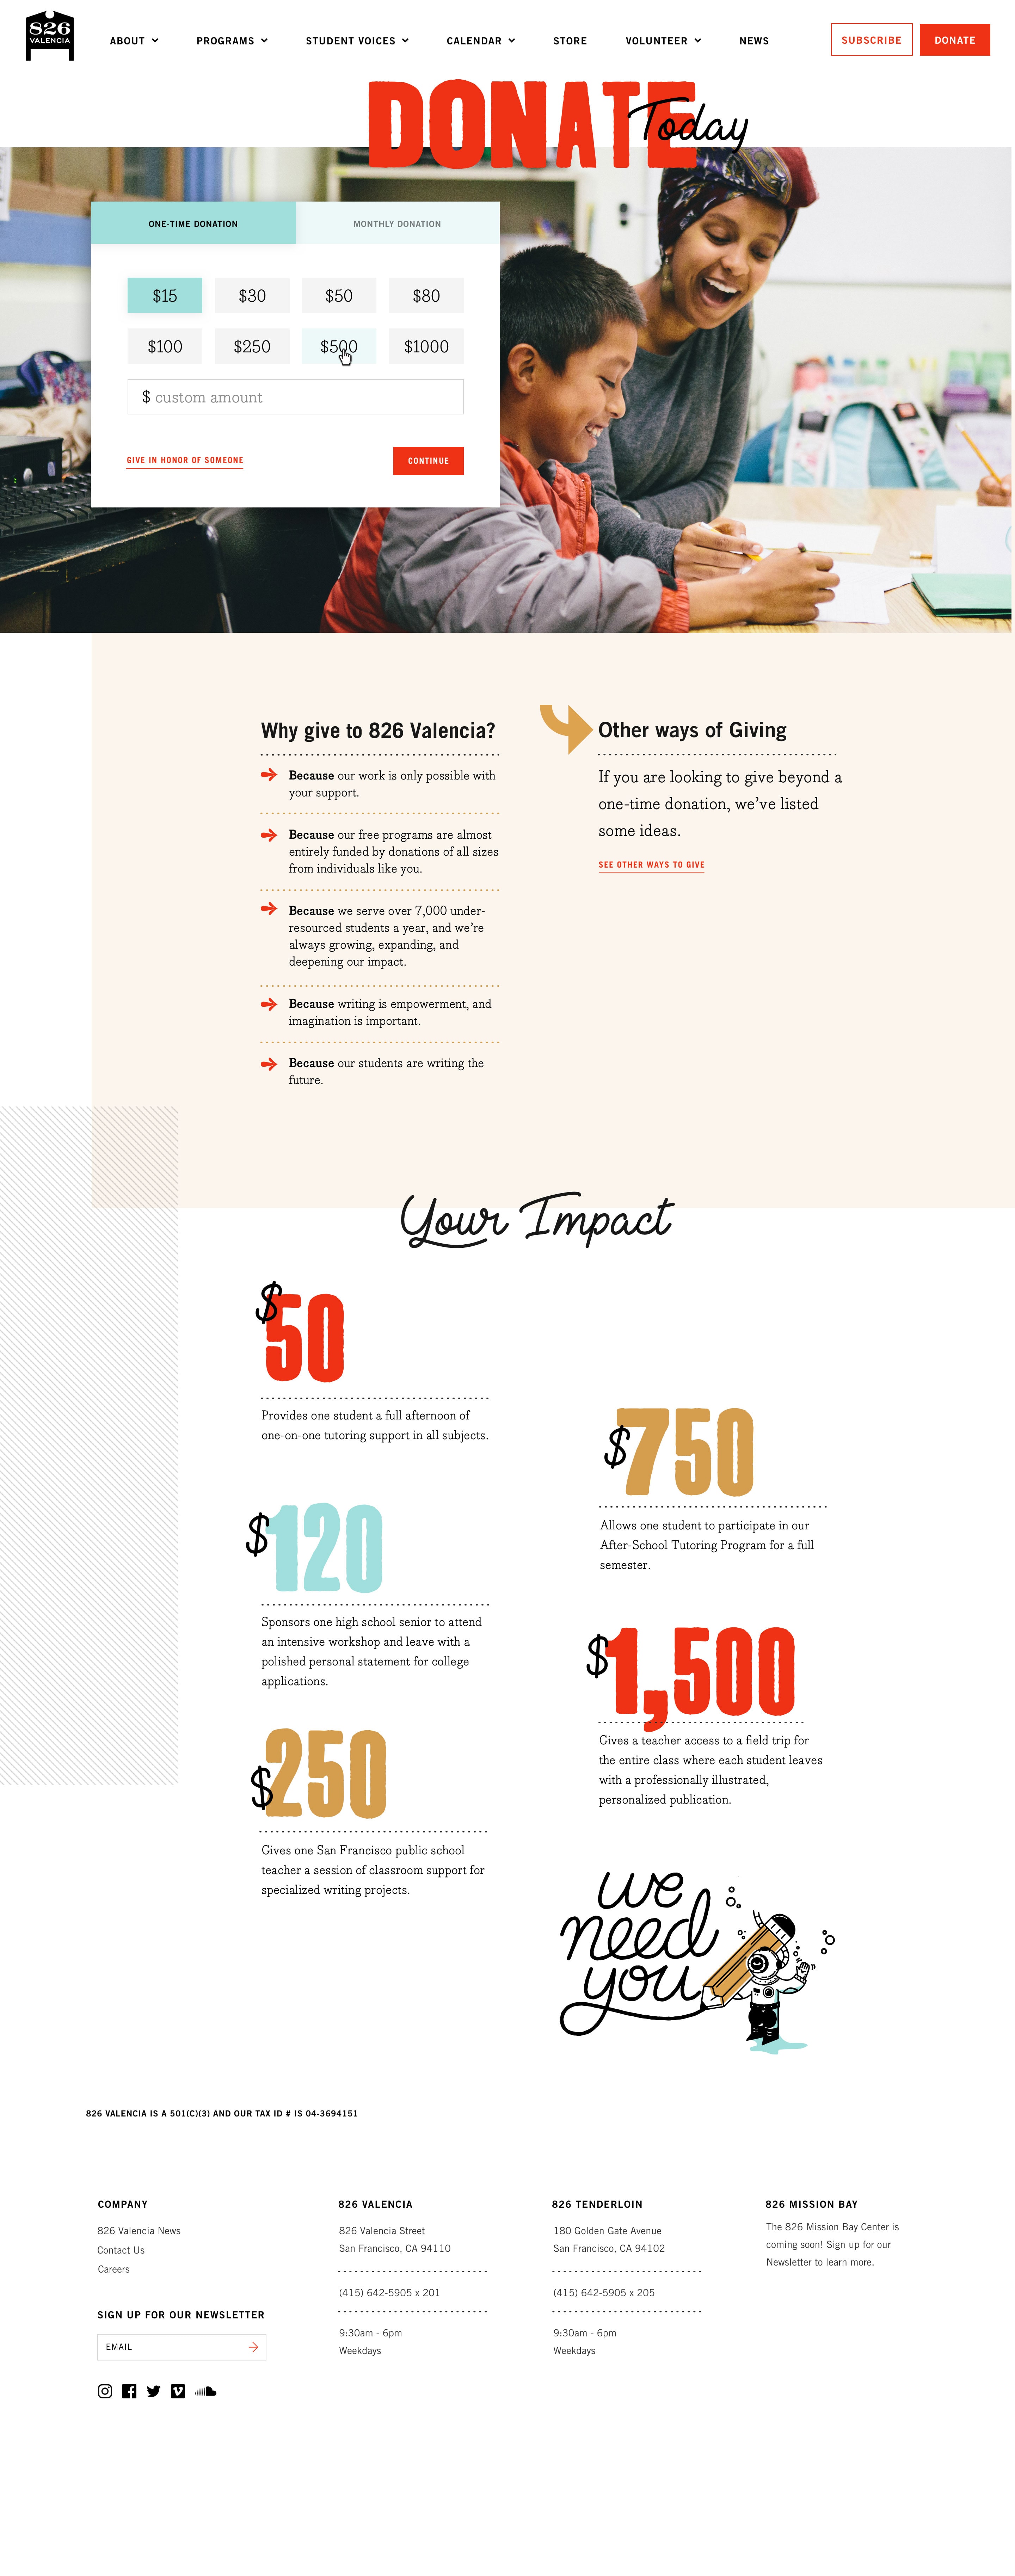 826
VALENCIA
ABOUT
PROGRAMS
STUDENT VOICES
CALENDAR
STORE
VOLUNTEER
NEWS
SUBSCRIBE
DONATE
DONATE
Today
ONE-TIME DONATION
MONTHLY DONATION
$15
$30
$50
$80
$100
$250
$500
$1000
$ custom amount
GIVE IN HONOR OF SOMEONE
CONTINUE
Why give to 826 Valencia?
Because our work is only possible with
your support.
Because our free programs are almost
entirely funded by donations of all sizes
from individuals like you.
Because we serve over 7,000 under-
resourced students a year, and we’re
always growing, expanding, and
deepening our impact.
Because writing is empowerment, and
imagination is important.
Because our students are writing the
future.
Other ways of Giving
If you are looking to give beyond a
one-time donation, we’ve listed
some ideas.
SEE OTHER WAYS TO GIVE
Your Impact
$50
Provides one student a full afternoon of
one-on-one tutoring support in all subjects.
$120
Sponsors one high school senior to attend
an intensive workshop and leave with a
polished personal statement for college
applications.
$250
Gives one San Francisco public school
teacher a session of classroom support for
specialized writing projects.
$750
Allows one student to participate in our
After-School Tutoring Program for a full
semester.
$1,500
Gives a teacher access to a field trip for
the entire class where each student leaves
with a professionally illustrated,
personalized publication.
we
need
you
826 VALENCIA IS A 501(C)(3) AND OUR TAX ID # IS 04-3694151
COMPANY
826 Valencia News
Contact Us
Careers
SIGN UP FOR OUR NEWSLETTER
EMAIL
826 VALENCIA
826 Valencia Street
San Francisco, CA 94110
(415) 642-5905 x 201
9:30am - 6pm
Weekdays
826 TENDERLOIN
180 Golden Gate Avenue
San Francisco, CA 94102
(415) 642-5905 x 205
9:30am - 6pm
Weekdays
826 MISSION BAY
The 826 Mission Bay Center is
coming soon! Sign up for our
Newsletter to learn more.